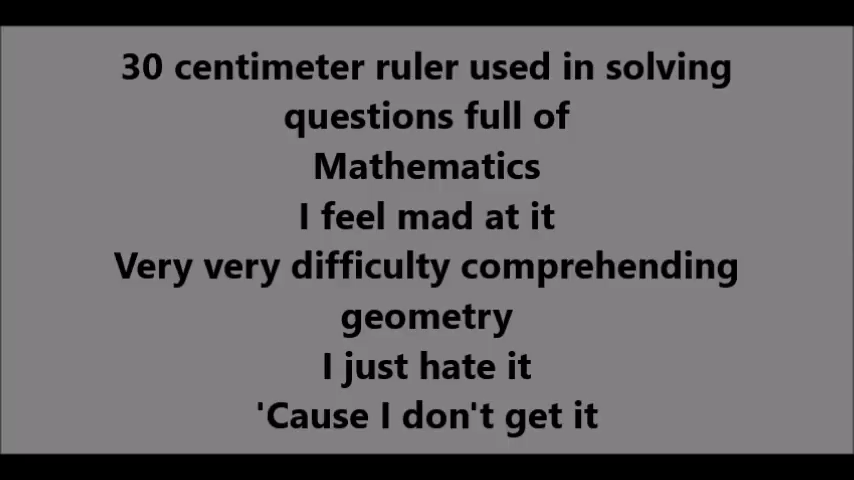 30 centimeter ruler used in solving
questions full of
Mathematics
I feel mad at it
Very very difficulty comprehending
geometry
I just hate it
'Cause I don't get it